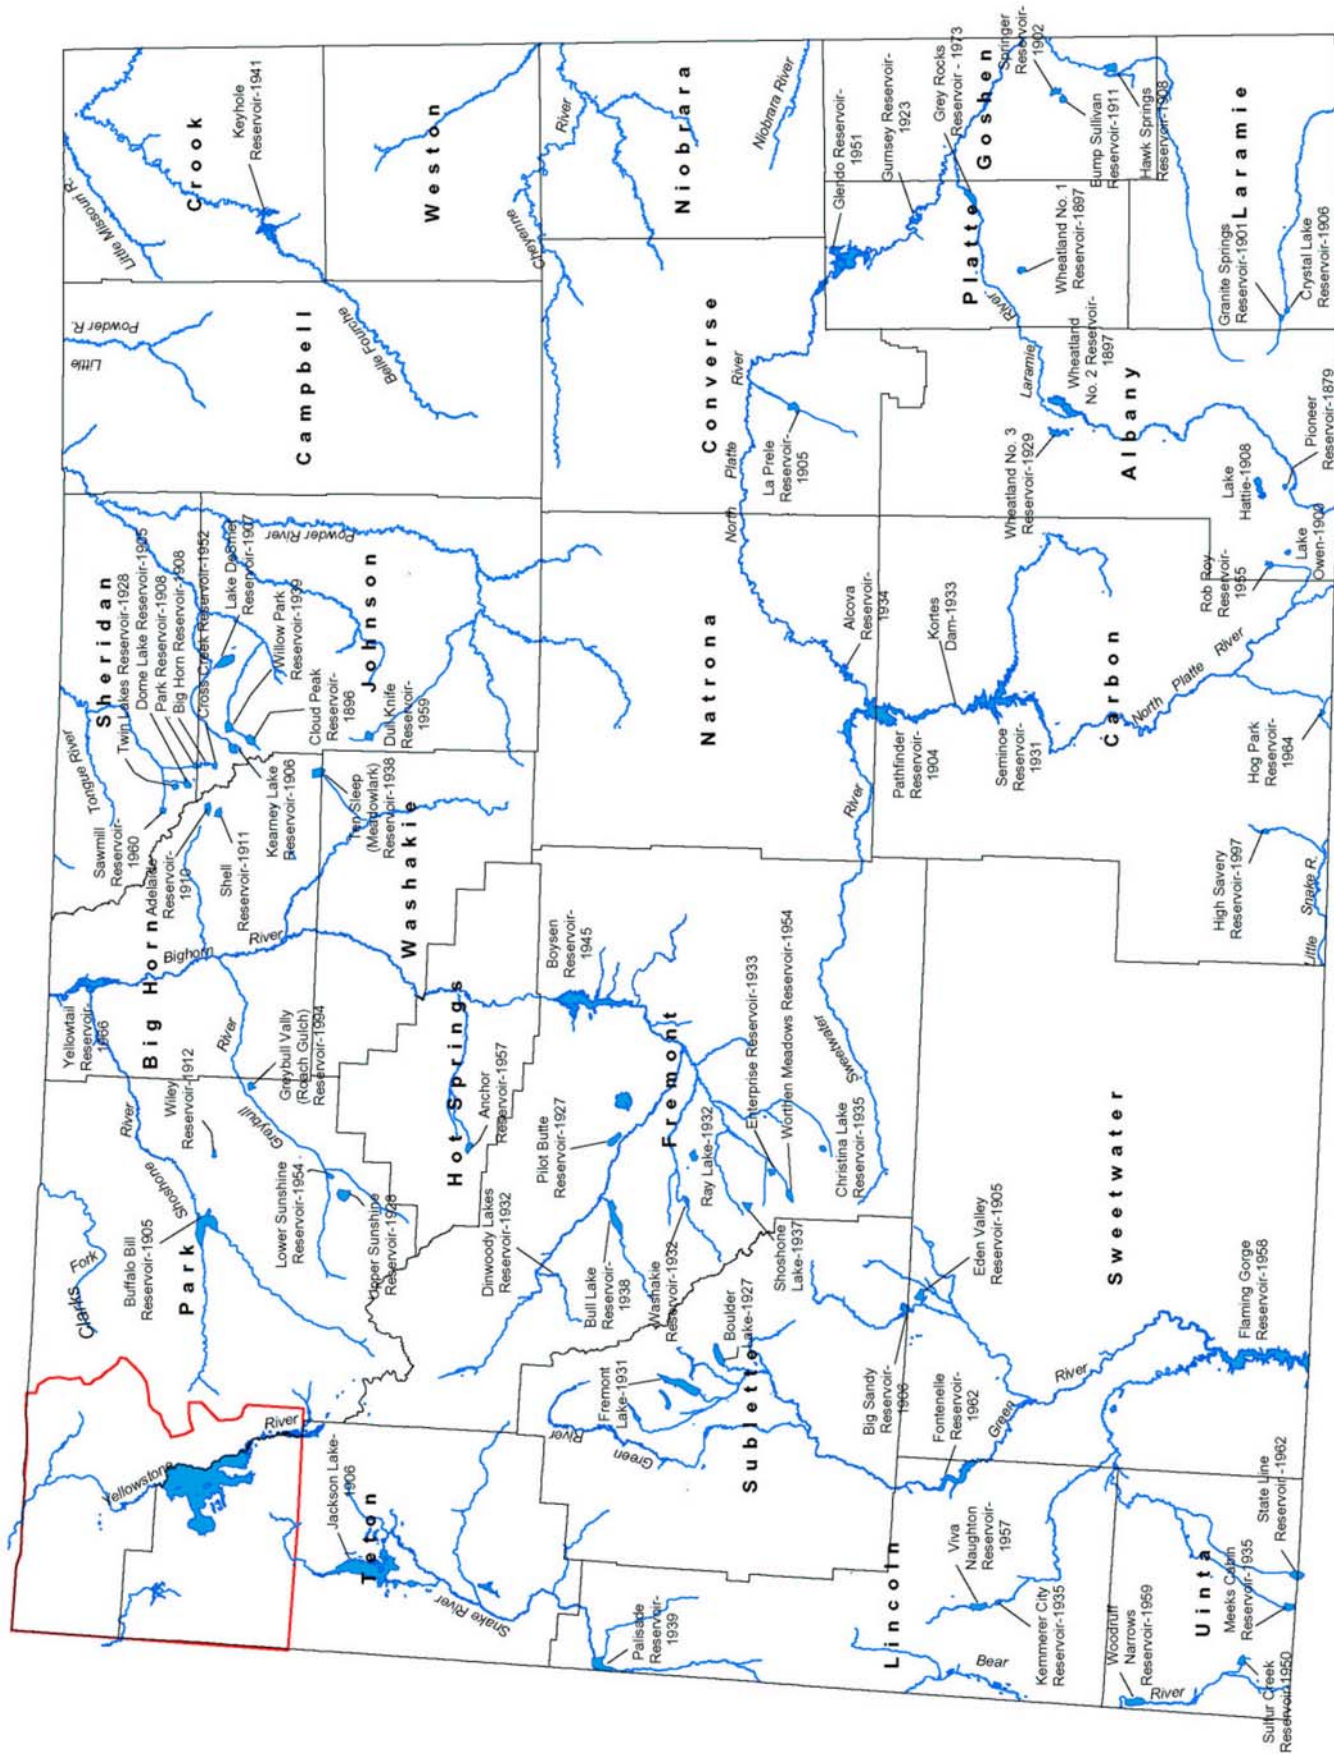 Clarks
Fork
Yellowtail
Reservoir-
1966
Sawmill
Reservoir-
1960
Tongue River
Sheridan
Twin Lakes Reservoir-1928
Dome Lake Reservoir-1905
Park Reservoir-1908
Big Horn Reservoir-1908
Cross Creek Reservoir-1952
Lake DeSmet
Reservoir-1907
Willow Park
Reservoir-1939
Cloud Peak
Reservoir-
1896
Johnson
Dull Knife
Reservoir-
1959
Powder River
Little
Powder R.
Campbell
Belle Fourche
Little Missouri R.
Crook
Keyhole
Reservoir-1941
Weston
Yellowstone
River
Buffalo Bill
Reservoir-1905
Park
Shoshone
River
Wiley
Reservoir-1912
Big Horn
Adelaide
Reservoir-
1910
Shell
Reservoir-1911
Kearney Lake
Reservoir-1906
Bighorn
River
River
Greybull
Greybull Vally
(Roach Gulch)
Reservoir-1994
Lower Sunshine
Reservoir-1954
Upper Sunshine
Reservoir-1928
Ten Sleep
(Meadowlark)
Reservoir-1938
Washakie
Jackson Lake-
1906
Teton
Snake River
Hot Springs
Anchor
Reservoir-1957
Cheyenne
River
Niobrara
Niobrara River
Dinwoody Lakes
Reservoir-1932
Pilot Butte
Reservoir-1927
Boysen
Reservoir-
1945
Bull Lake
Reservoir-
1938
Washakie
Reservoir-1932
Fremont
Ray Lake-1932
Enterprise Reservoir-1933
Worthen Meadows Reservoir-1954
Shoshone
Lake-1937
Christina Lake
Reservoir-1935
Sweetwater
River
Natrona
Converse
North
Platte
River
La Prele
Reservoir-
1905
Palisade
Reservoir-
1939
Green
River
Fremont
Lake-1931
Boulder
Lake-1927
Sublette
Big Sandy
Reservoir-
1906
Eden Valley
Reservoir-1905
Alcova
Reservoir-
1934
Pathfinder
Reservoir-
1904
Kortes
Dam-1933
Seminoe
Reservoir-
1931
Glendo Reservoir-
1951
Gurnsey Reservoir-
1923
Grey Rocks
Reservoir - 1973
Goshen
Springer
Reservoir-
1902
Bump Sullivan
Reservoir-1911
Hawk Springs
Reservoir-1908
Platte
Wheatland No. 1
Reservoir-1897
Laramie
River
Wheatland
No. 2 Reservoir-
1897
Wheatland No. 3
Reservoir-1929
Albany
Lincoln
Fontenelle
Reservoir-
1962
Green
River
Viva
Naughton
Reservoir-
1957
Kemmerer City
Reservoir-1935
Bear
River
Woodruff
Narrows
Reservoir-1959
Uinta
Sulfur Creek
Reservoir-1950
Meeks Cabin
Reservoir-1935
State Line
Reservoir -1962
Sweetwater
Flaming Gorge
Reservoir-1958
Carbon
North
Platte
River
High Savery
Reservoir-1997
Little
Snake R.
Hog Park
Reservoir-
1964
Rob Roy
Reservoir-
1955
Lake
Owen-1900
Lake
Hattie-1908
Pioneer
Reservoir-1879
Granite Springs
Reservoir-1901
Laramie
Crystal Lake
Reservoir-1906